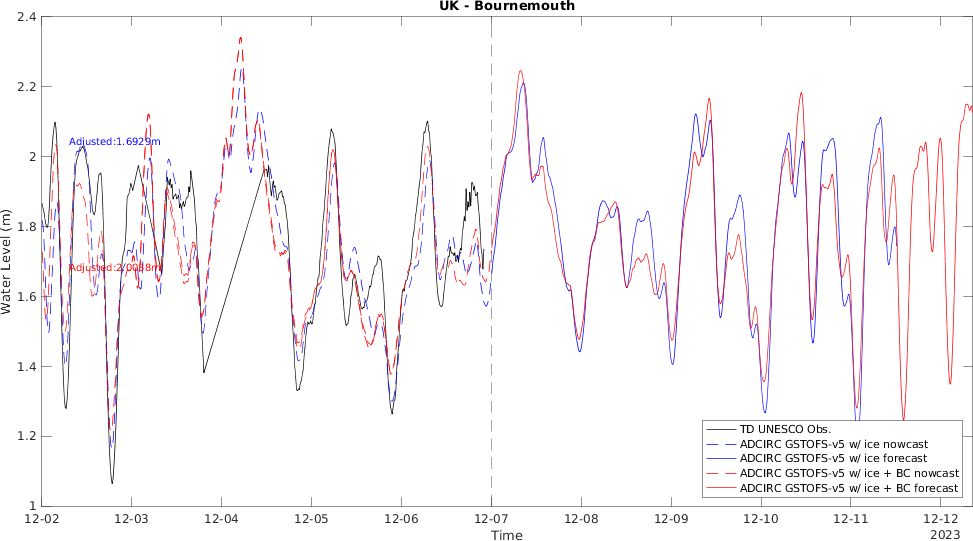 UK - Bournemouth
2.4
2.2
2
1.8
1.6
1.4
1.2
1
Water Level (m)
Adjusted:1.6929m
Adjusted:2.0088m
TD UNESCO Obs.
ADCIRC GSTOFS-v5 w/ ice nowcast
ADCIRC GSTOFS-v5 w/ ice forecast
ADCIRC GSTOFS-v5 w/ ice + BC nowcast
ADCIRC GSTOFS-v5 w/ ice + BC forecast
12-02 12-03 12-04 12-05 12-06 12-07 12-08 12-09 12-10 12-11 12-12
Time
2023